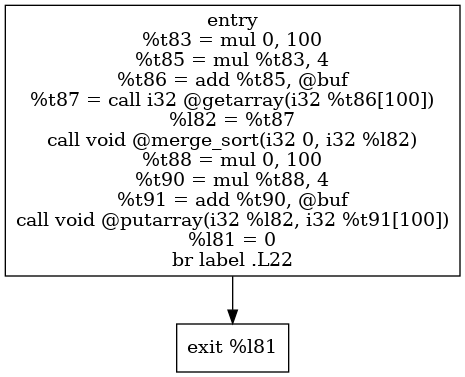 entry
%t83 = mul 0, 100
%t85 = mul %t83, 4
%t86 = add %t85, @buf
%t87 = call i32 @getarray(i32 %t86[100])
%l82 = %t87
call void @merge_sort(i32 0, i32 %l82)
%t88 = mul 0, 100
%t90 = mul %t88, 4
%t91 = add %t90, @buf
call void @putarray(i32 %l82, i32 %t91[100])
%l81 = 0
br label .L22
exit %l81